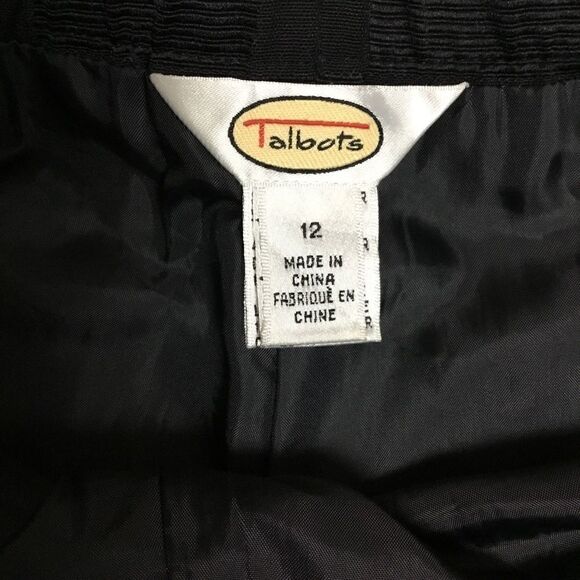 Talbots
12
MADE IN
CHINA
FABRIQUÈ EN
CHINE